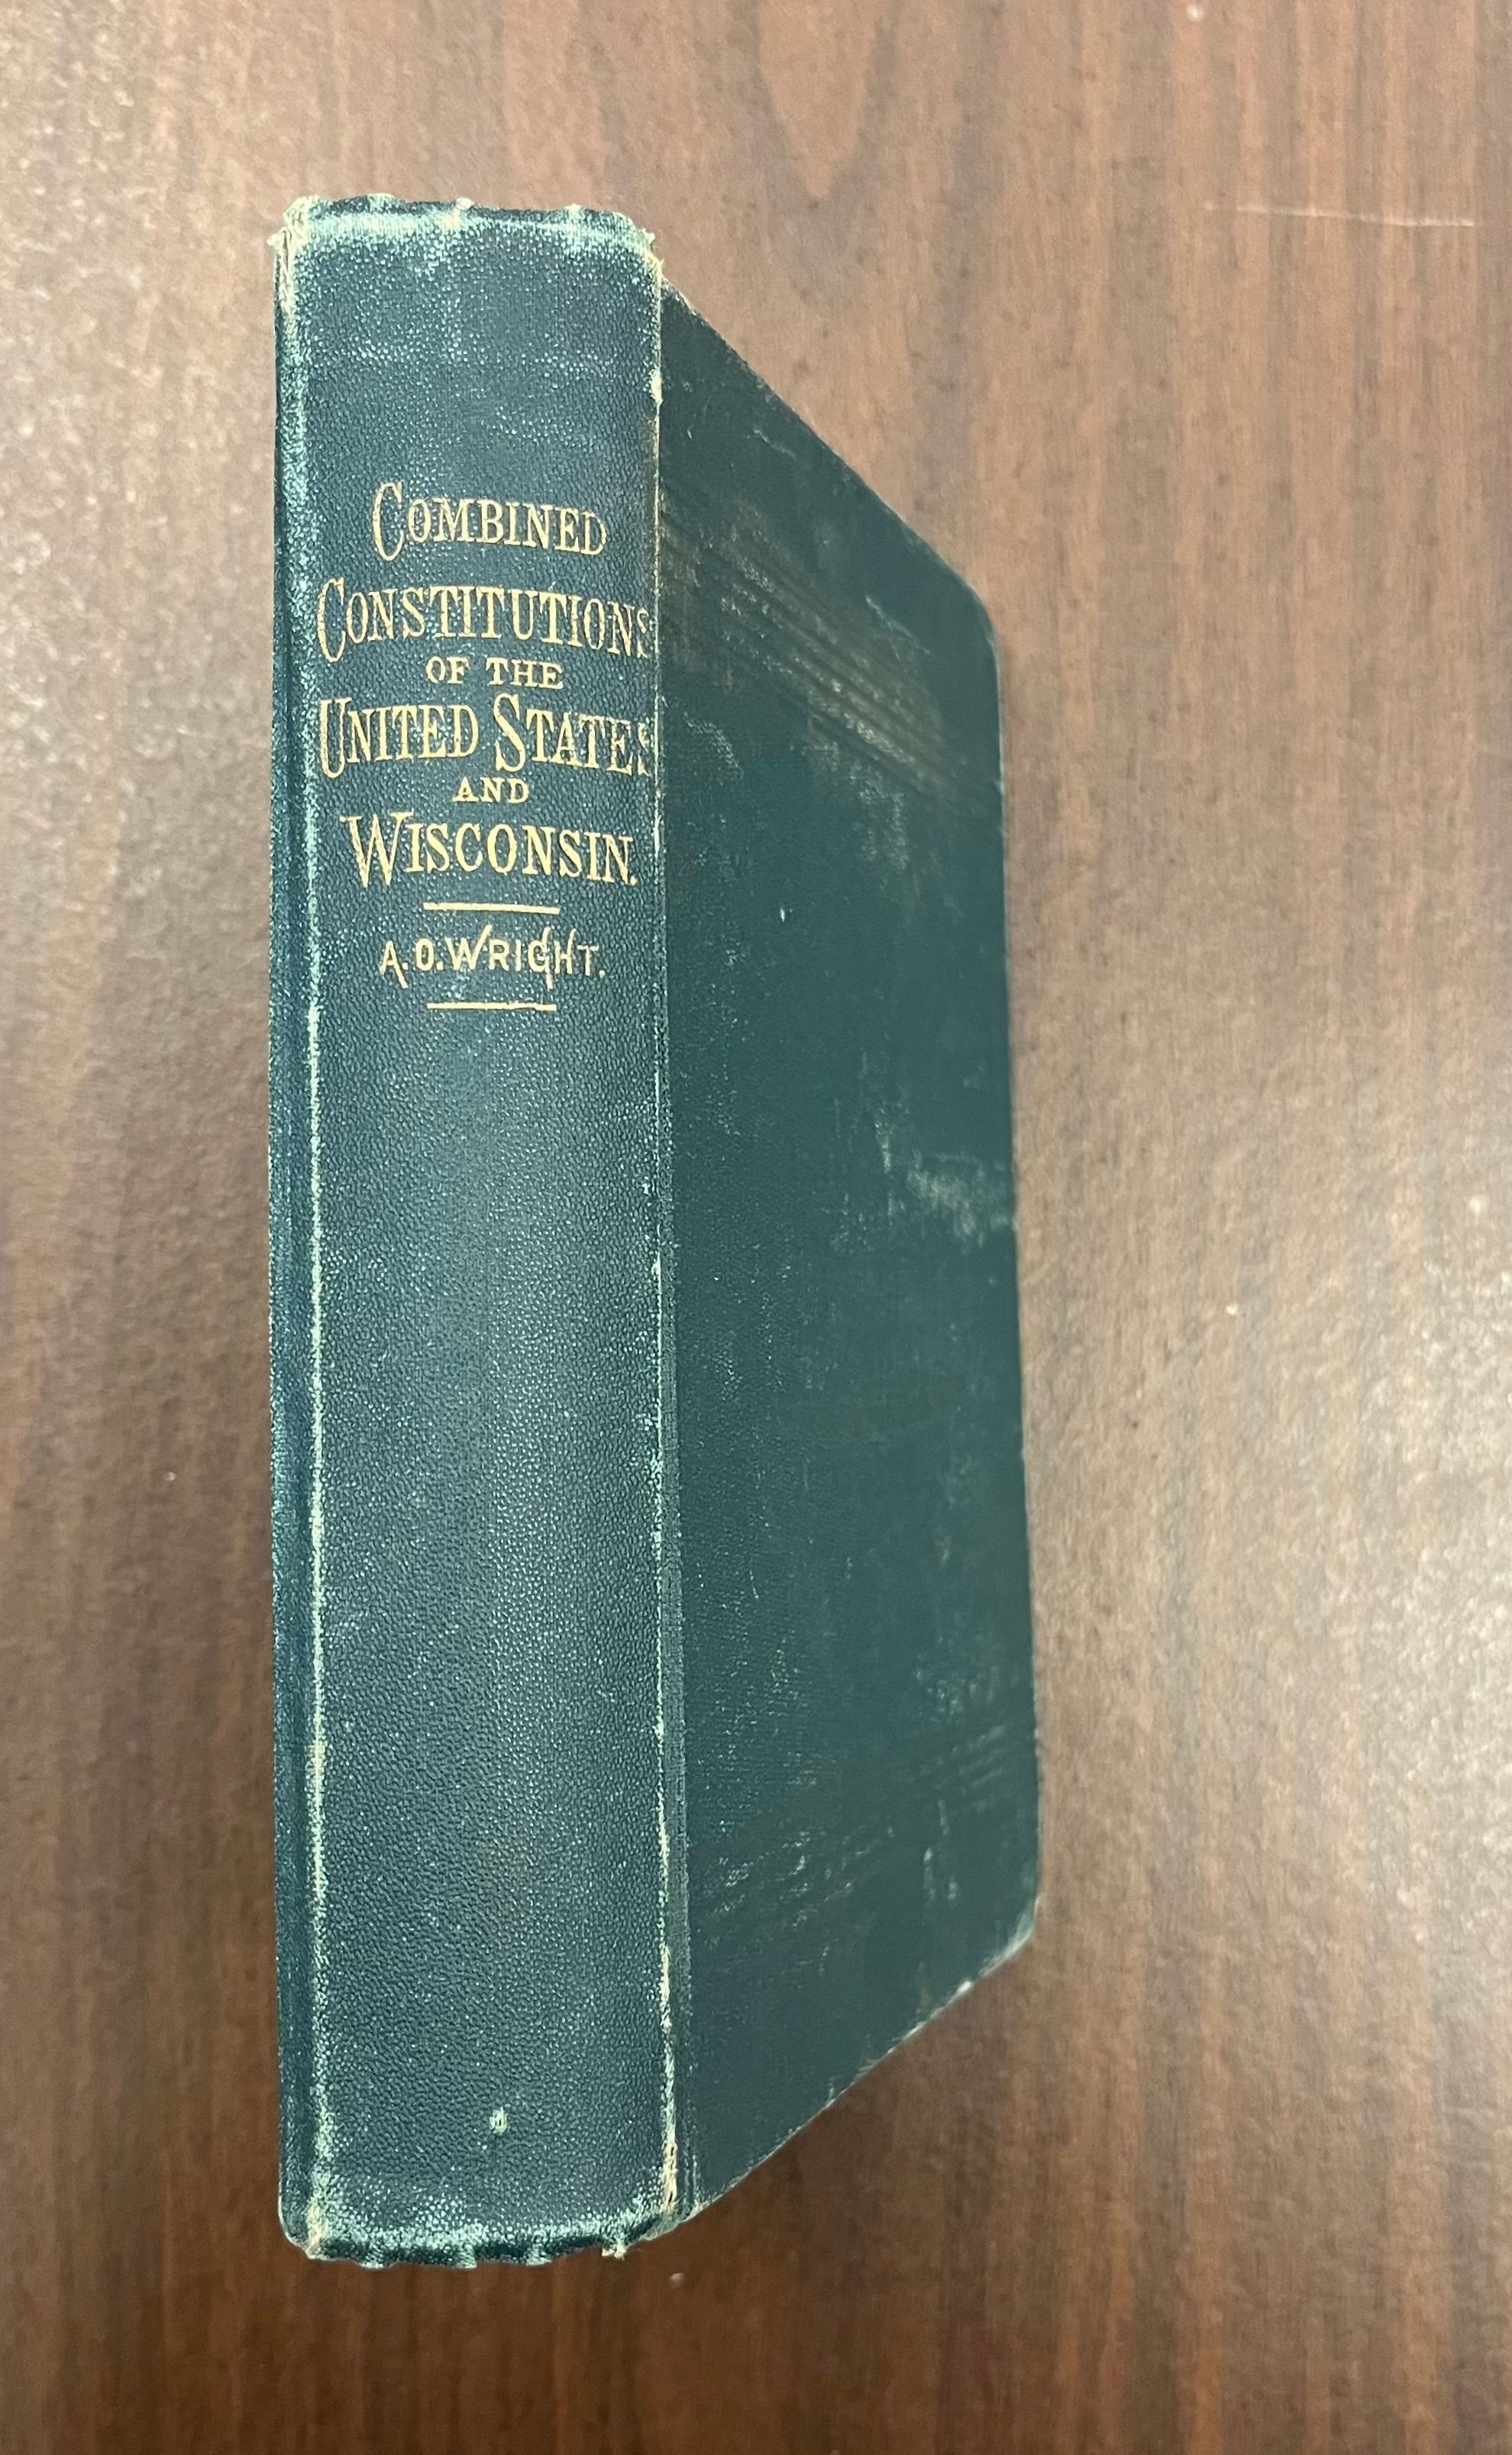 COMBINED
CONSTITUTIONS
OF THE
UNITED STATES
AND
WISCONSIN.
A.O.WRIGHT.